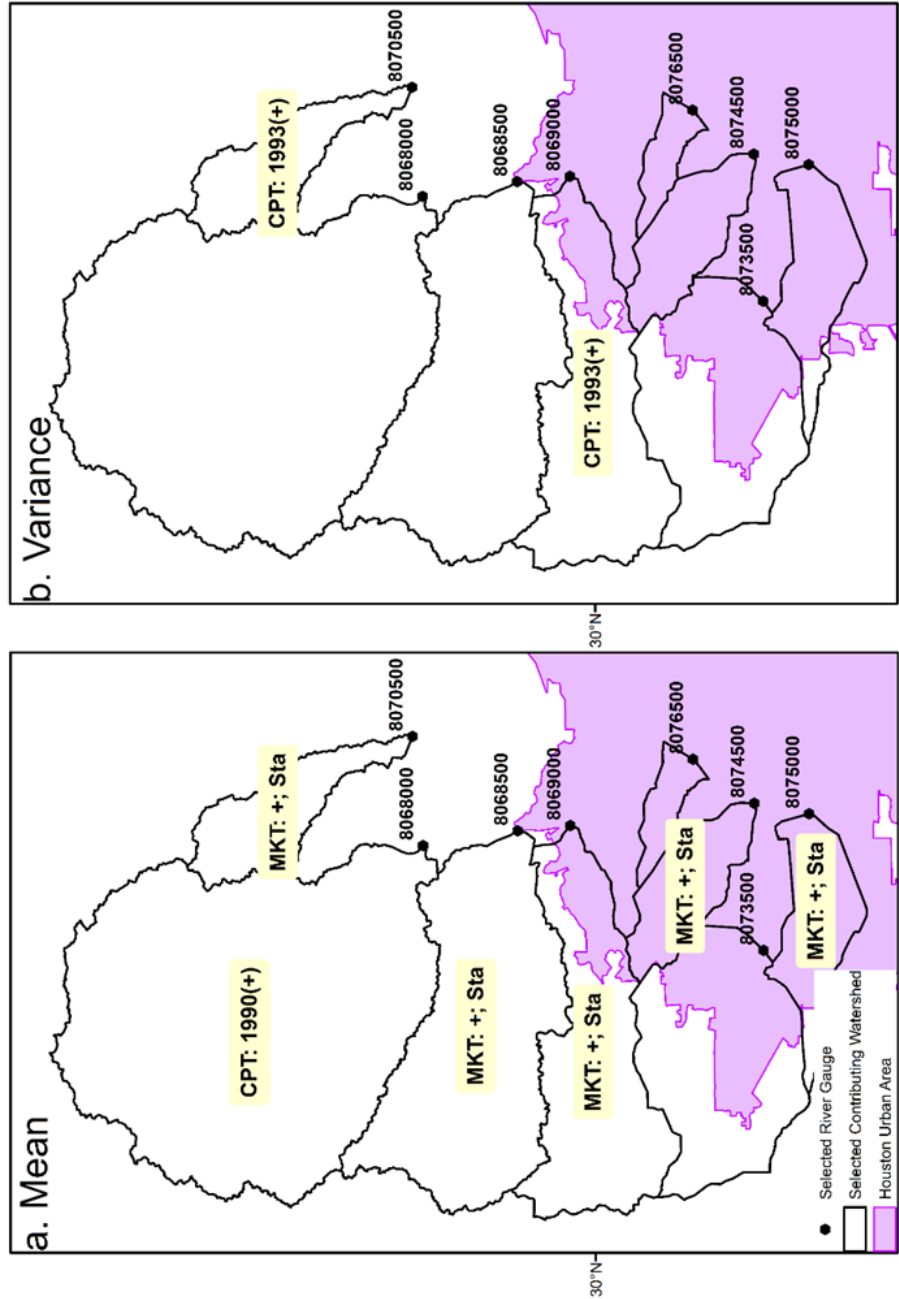 a. Mean
CPT: 1990(+)
MKT: +; Sta
8070500
8068000
MKT: +; Sta
8068500
8069000
MKT: +; Sta
30°N
8076500
MKT: +; Sta
8074500
8073500
8075000
MKT: +; Sta
Selected River Gauge
Selected Contributing Watershed
Houston Urban Area
b. Variance
CPT: 1993(+)
8070500
8068000
8068500
8069000
CPT: 1993(+)
30°N
8076500
8074500
8073500
8075000